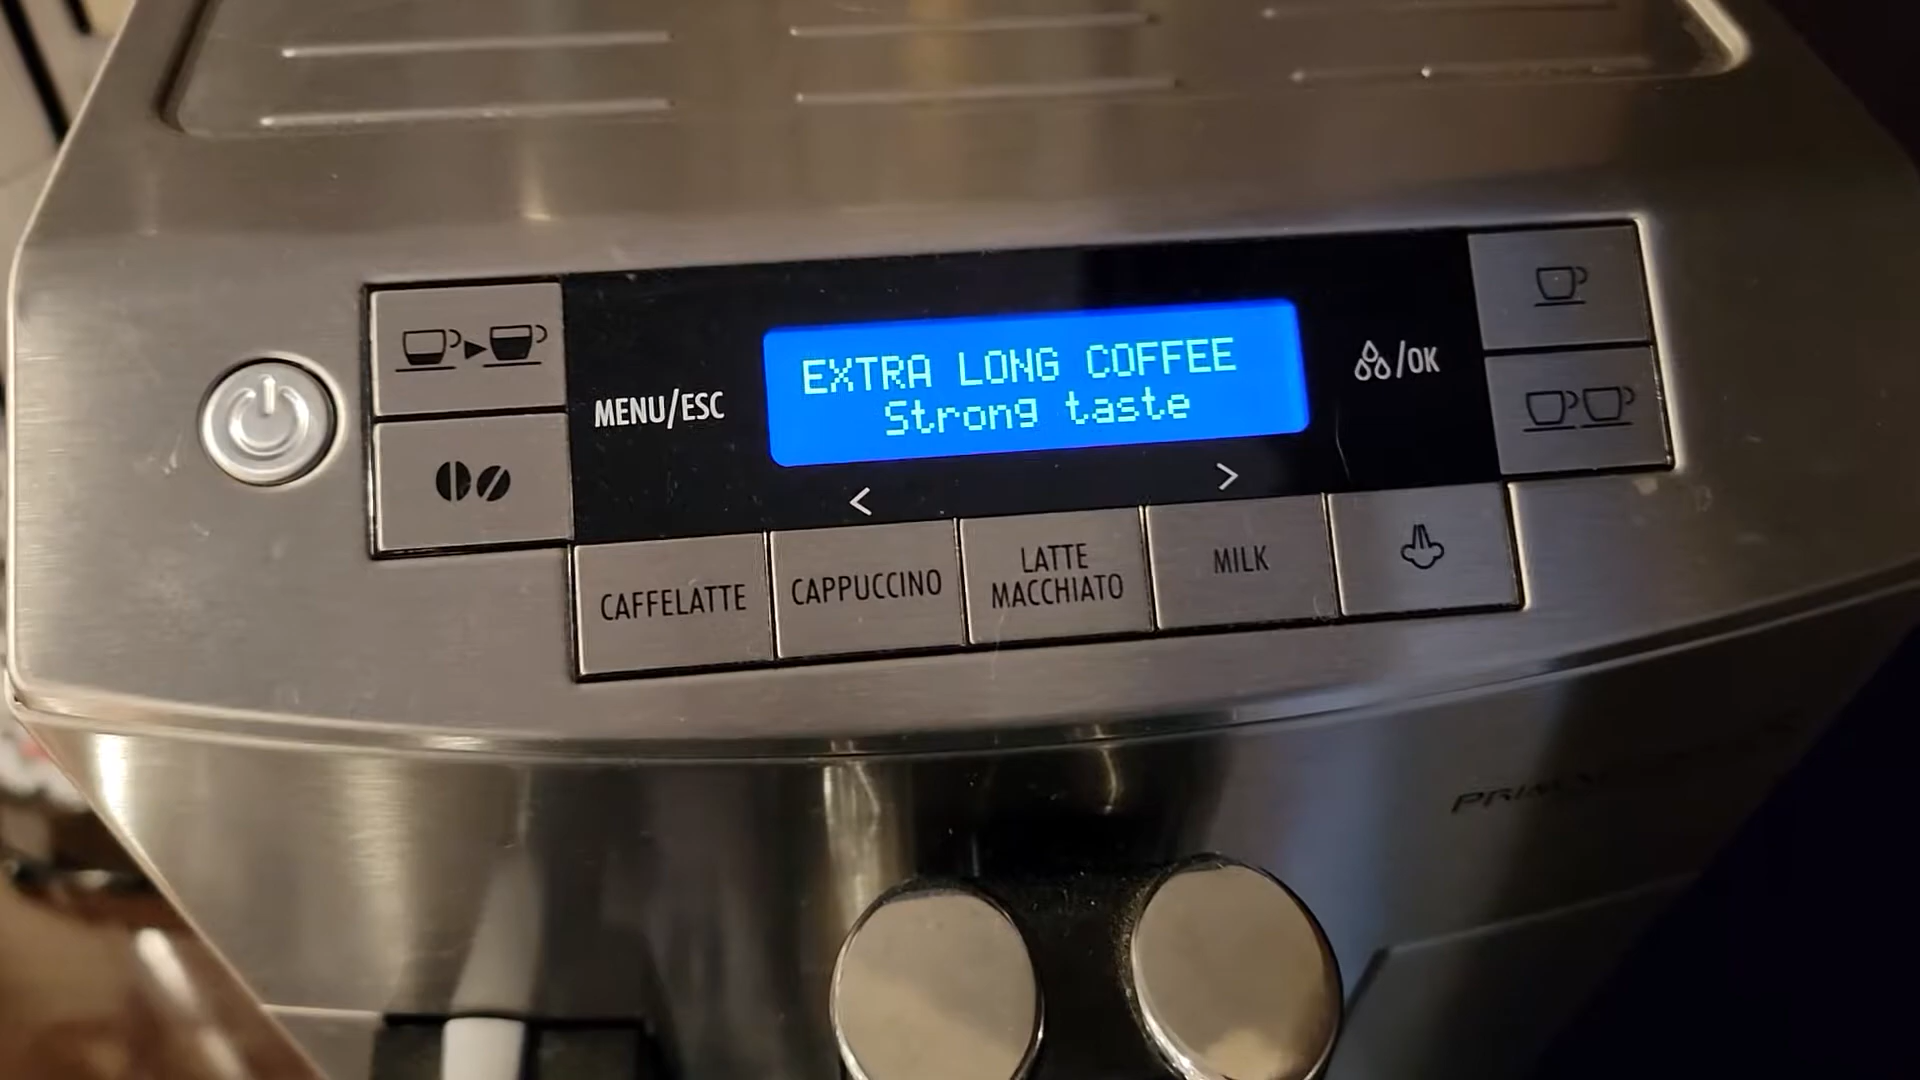 EXTRA LONG COFFEE
Strong taste
MENU/ESC
/OK
<
>
CAFFELATTE
CAPPUCCINO
LATTE
MACCHIATO
MILK